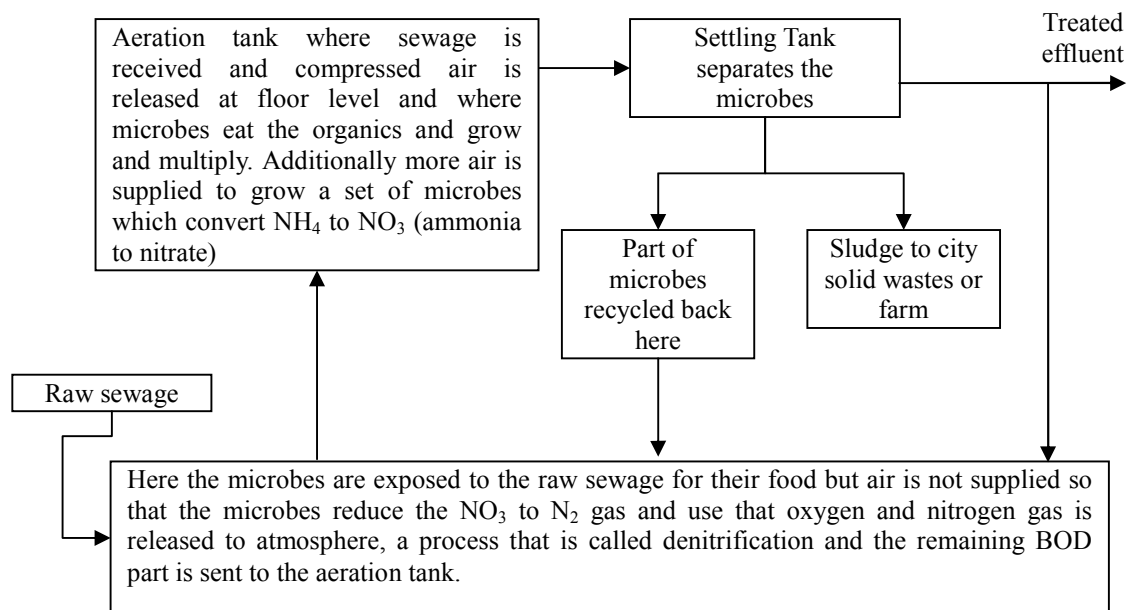 Aeration tank where sewage is
received and compressed air is
released at floor level and where
microbes eat the organics and grow
and multiply. Additionally more air is
supplied to grow a set of microbes
which convert NH₄ to NO₃ (ammonia
to nitrate)
Settling Tank
separates the
microbes
Treated
effluent
Part of
microbes
recycled back
here
Sludge to city
solid wastes or
farm
Raw sewage
Here the microbes are exposed to the raw sewage for their food but air is not supplied so
that the microbes reduce the NO₃ to N₂ gas and use that oxygen and nitrogen gas is
released to atmosphere, a process that is called denitrification and the remaining BOD
part is sent to the aeration tank.